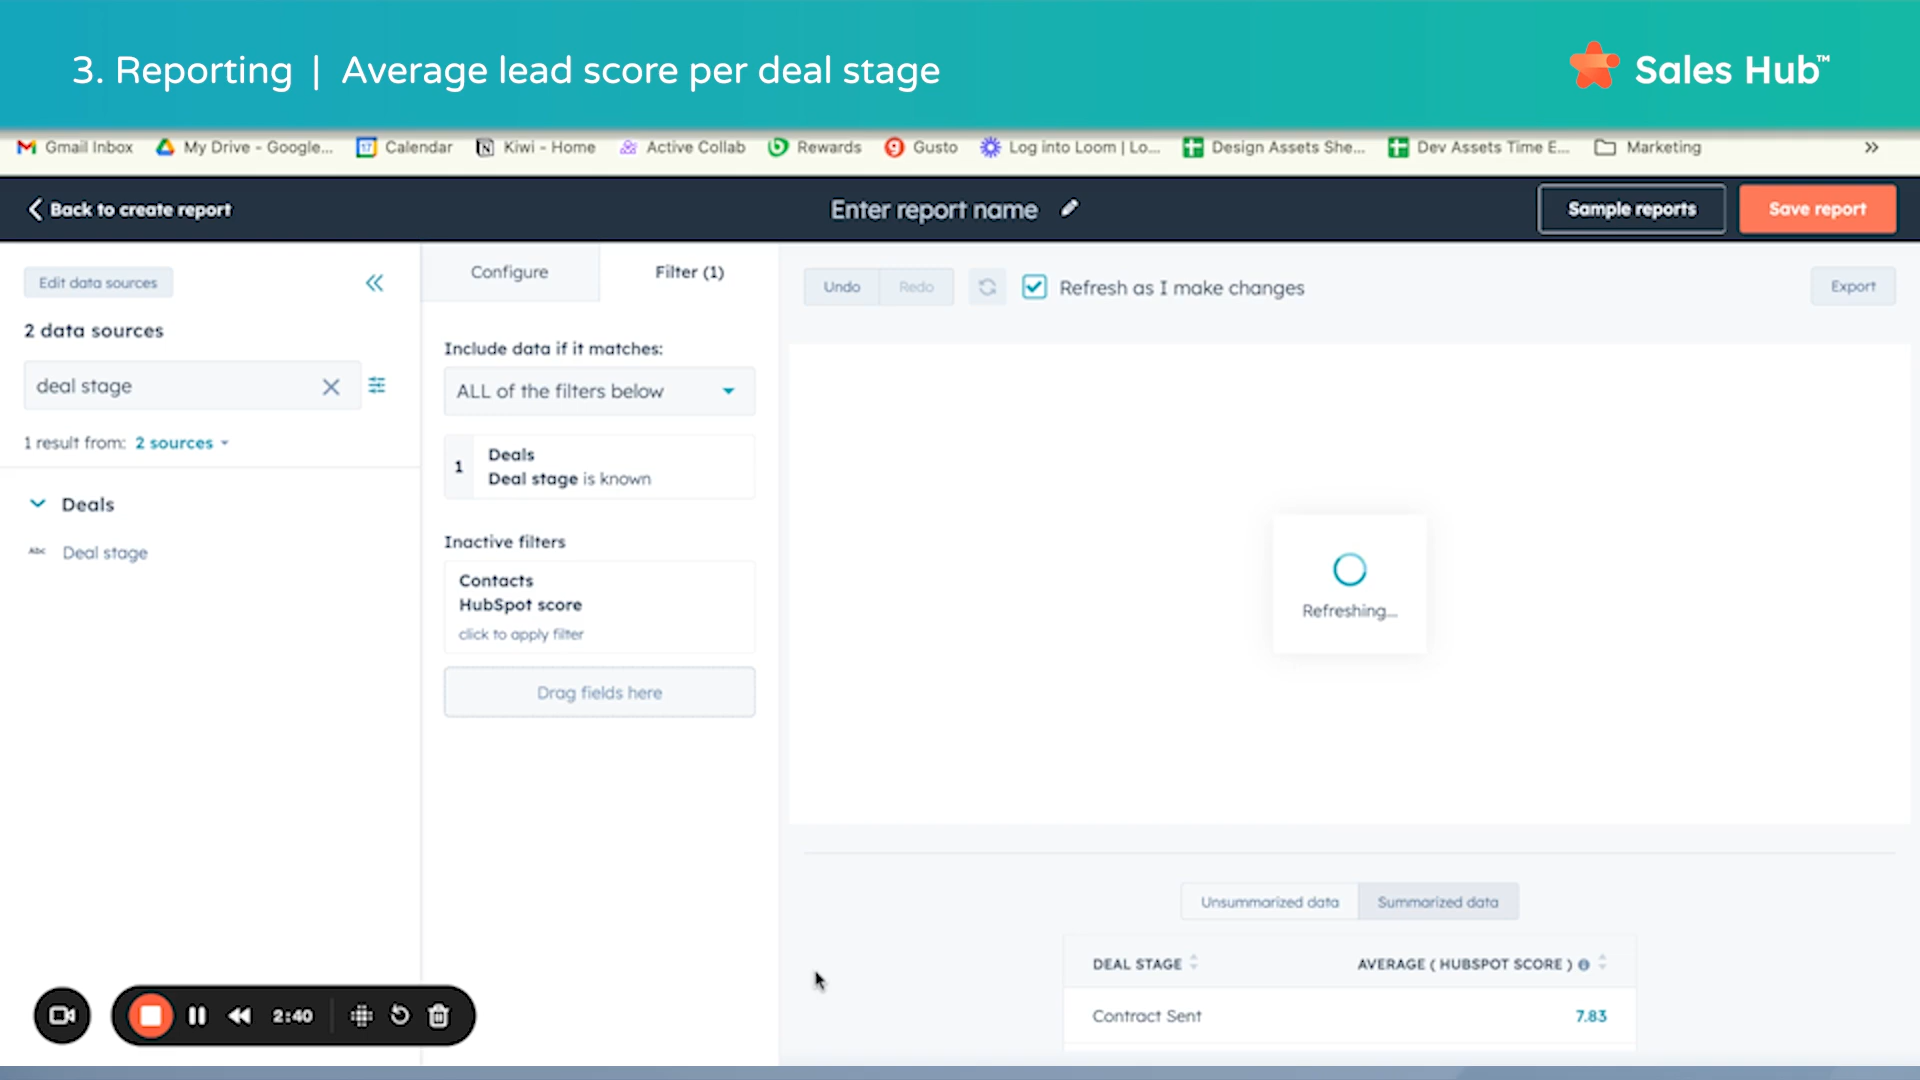 3. Reporting | Average lead score per deal stage
Sales Hub™
Gmail Inbox
My Drive - Google...
Calendar
Kiwi - Home
Active Collab
Rewards
Gusto
Log into Loom | Lo...
Design Assets She...
Dev Assets Time E...
Marketing
Back to create report
Enter report name
Sample reports
Save report
Edit data sources
2 data sources
deal stage
1 result from: 2 sources
Deals
Abc Deal stage
Configure
Filter (1)
Include data if it matches:
ALL of the filters below
1
Deals
Deal stage is known
Inactive filters
Contacts
HubSpot score
click to apply filter
Drag fields here
Undo
Redo
Refresh as I make changes
Export
Refreshing...
Unsummarized data
Summarized data
DEAL STAGE
AVERAGE ( HUBSPOT SCORE )
Contract Sent
7.83
2:40